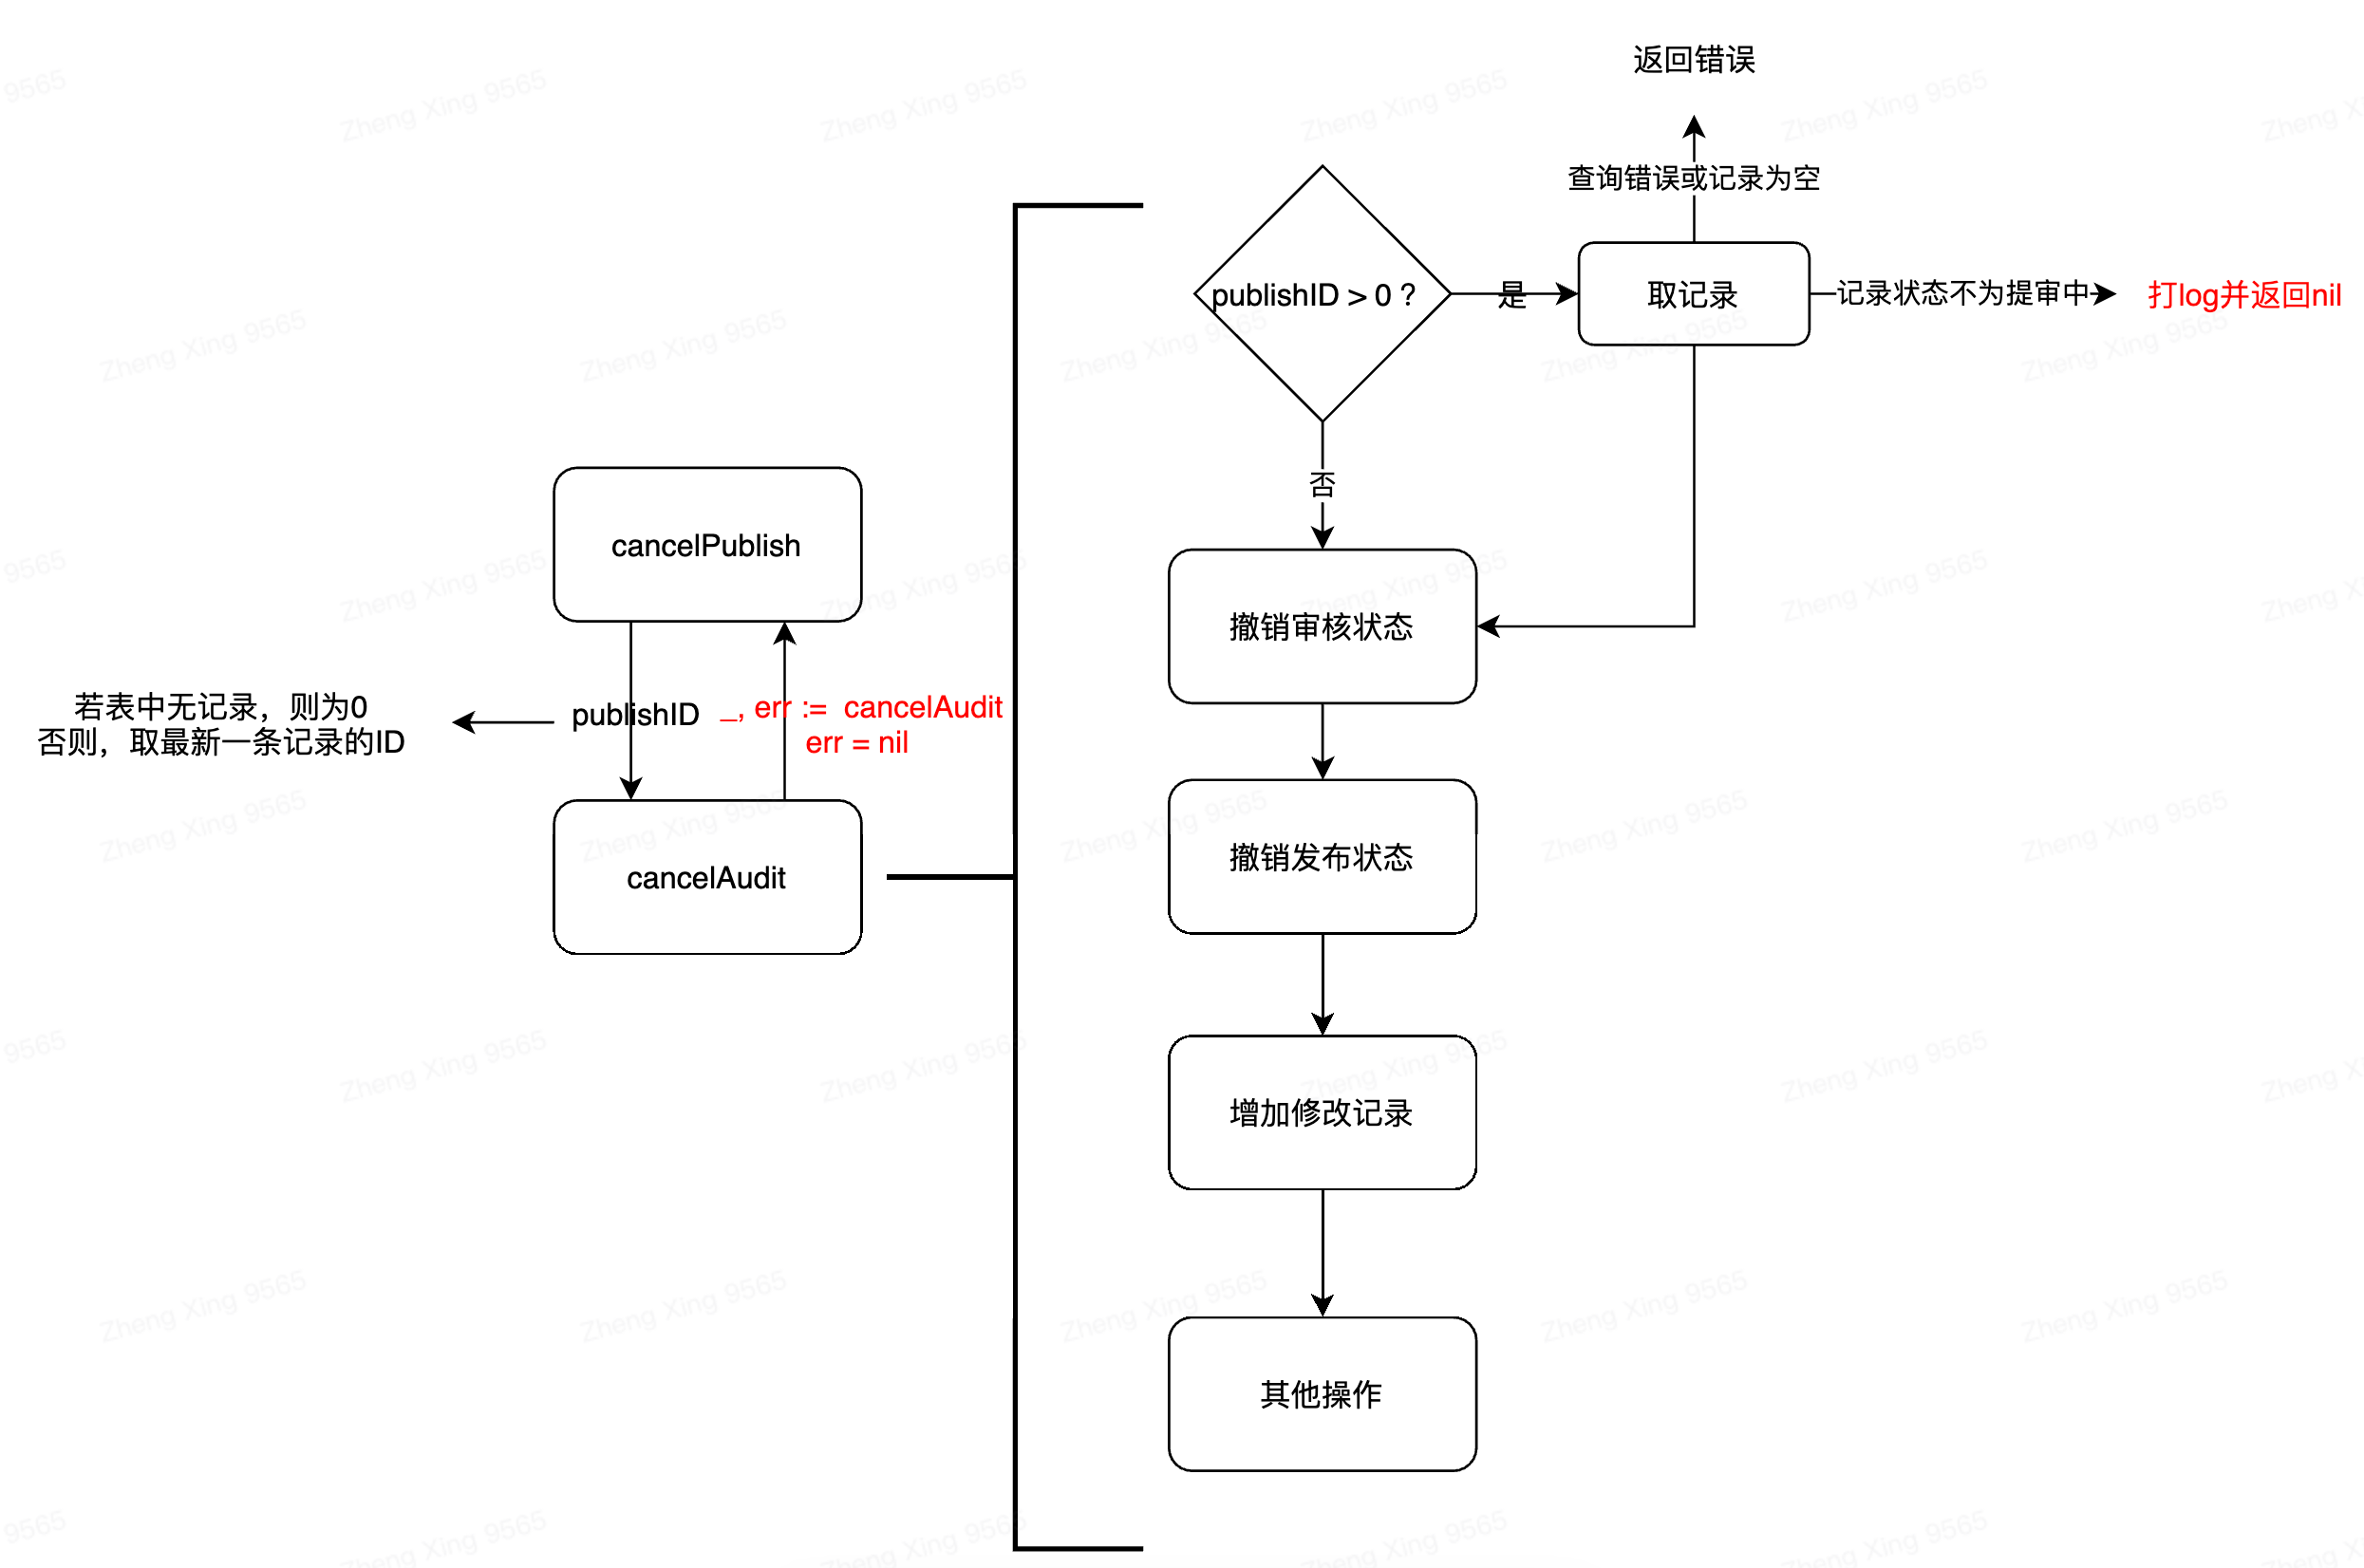 返回错误
查询错误或记录为空
publishID > 0 ?
是
取记录
记录状态不为提审中
打log并返回nil
否
cancelPublish
撤销审核状态
若表中无记录，则为0
否则，取最新一条记录的ID
publishID
_, err := cancelAudit
err = nil
cancelAudit
撤销发布状态
增加修改记录
其他操作
Zheng Xing 9565